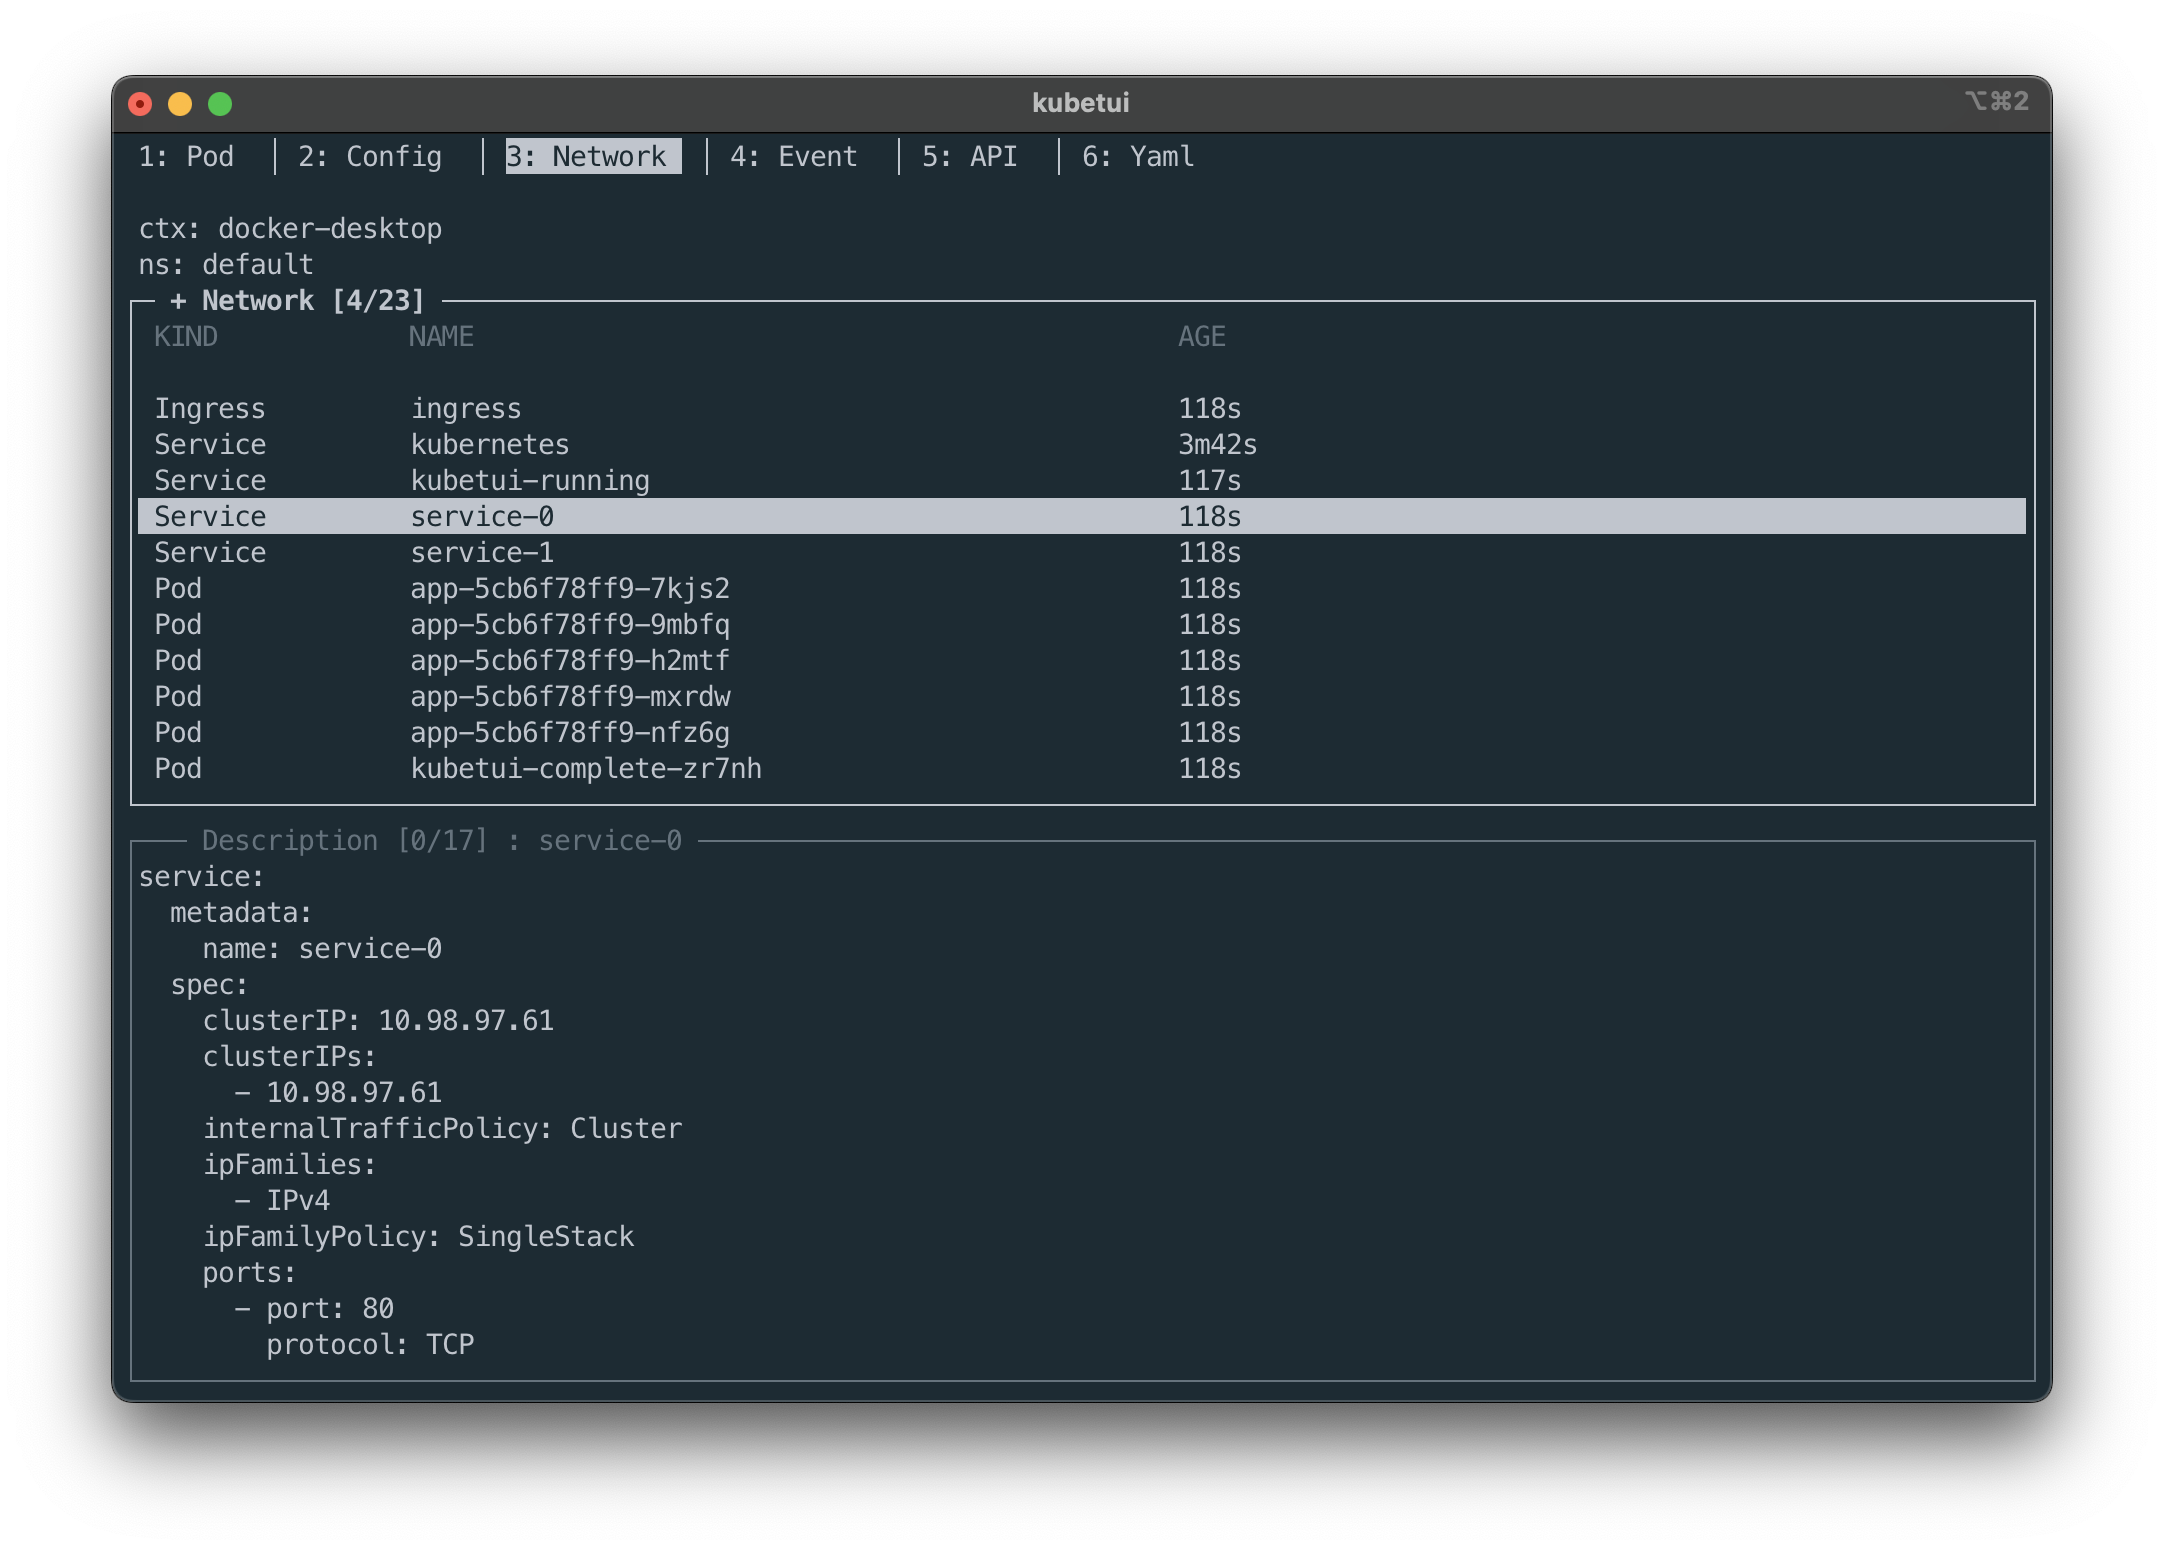 kubetui ⌥⌘2
1: Pod │ 2: Config │ 3: Network │ 4: Event │ 5: API │ 6: Yaml
ctx: docker-desktop
ns: default
+ Network [4/23]
KIND NAME AGE
Ingress ingress 118s
Service kubernetes 3m42s
Service kubetui-running 117s
Service service-0 118s
Service service-1 118s
Pod app-5cb6f78ff9-7kjs2 118s
Pod app-5cb6f78ff9-9mbfq 118s
Pod app-5cb6f78ff9-h2mtf 118s
Pod app-5cb6f78ff9-mxrdw 118s
Pod app-5cb6f78ff9-nfz6g 118s
Pod kubetui-complete-zr7nh 118s
Description [0/17] : service-0
service:
  metadata:
    name: service-0
  spec:
    clusterIP: 10.98.97.61
    clusterIPs:
      - 10.98.97.61
    internalTrafficPolicy: Cluster
    ipFamilies:
      - IPv4
    ipFamilyPolicy: SingleStack
    ports:
      - port: 80
        protocol: TCP